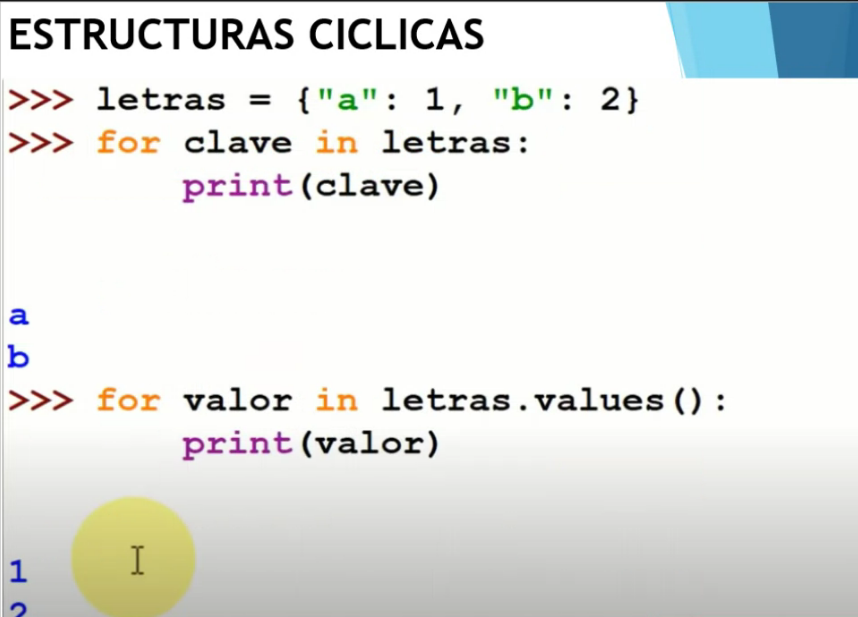 ESTRUCTURAS CICLICAS
>>> letras = {"a": 1, "b": 2}
>>> for clave in letras:
        print(clave)
a
b
>>> for valor in letras.values():
        print(valor)
1
2